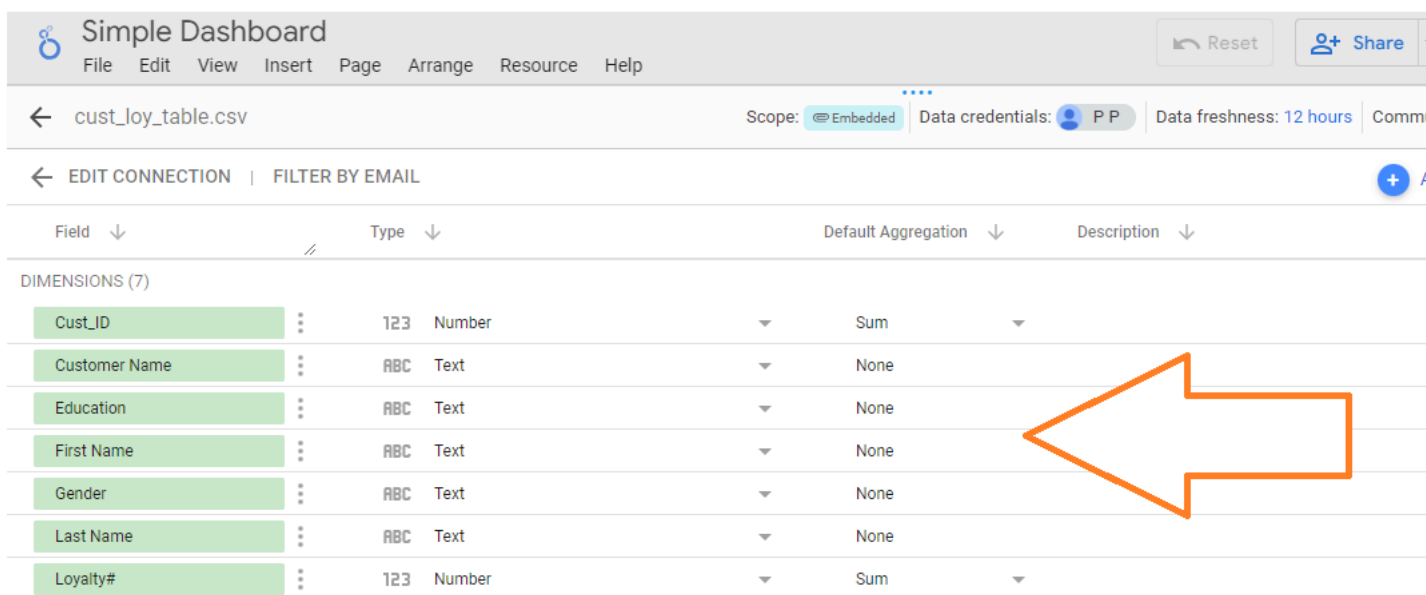 Simple Dashboard
File Edit View Insert Page Arrange Resource Help
Reset
Share
cust_loy_table.csv
Scope: Embedded Data credentials: P P Data freshness: 12 hours Commu
EDIT CONNECTION | FILTER BY EMAIL
Field Type Default Aggregation Description
DIMENSIONS (7)
Cust_ID 123 Number Sum
Customer Name ABC Text None
Education ABC Text None
First Name ABC Text None
Gender ABC Text None
Last Name ABC Text None
Loyalty# 123 Number Sum